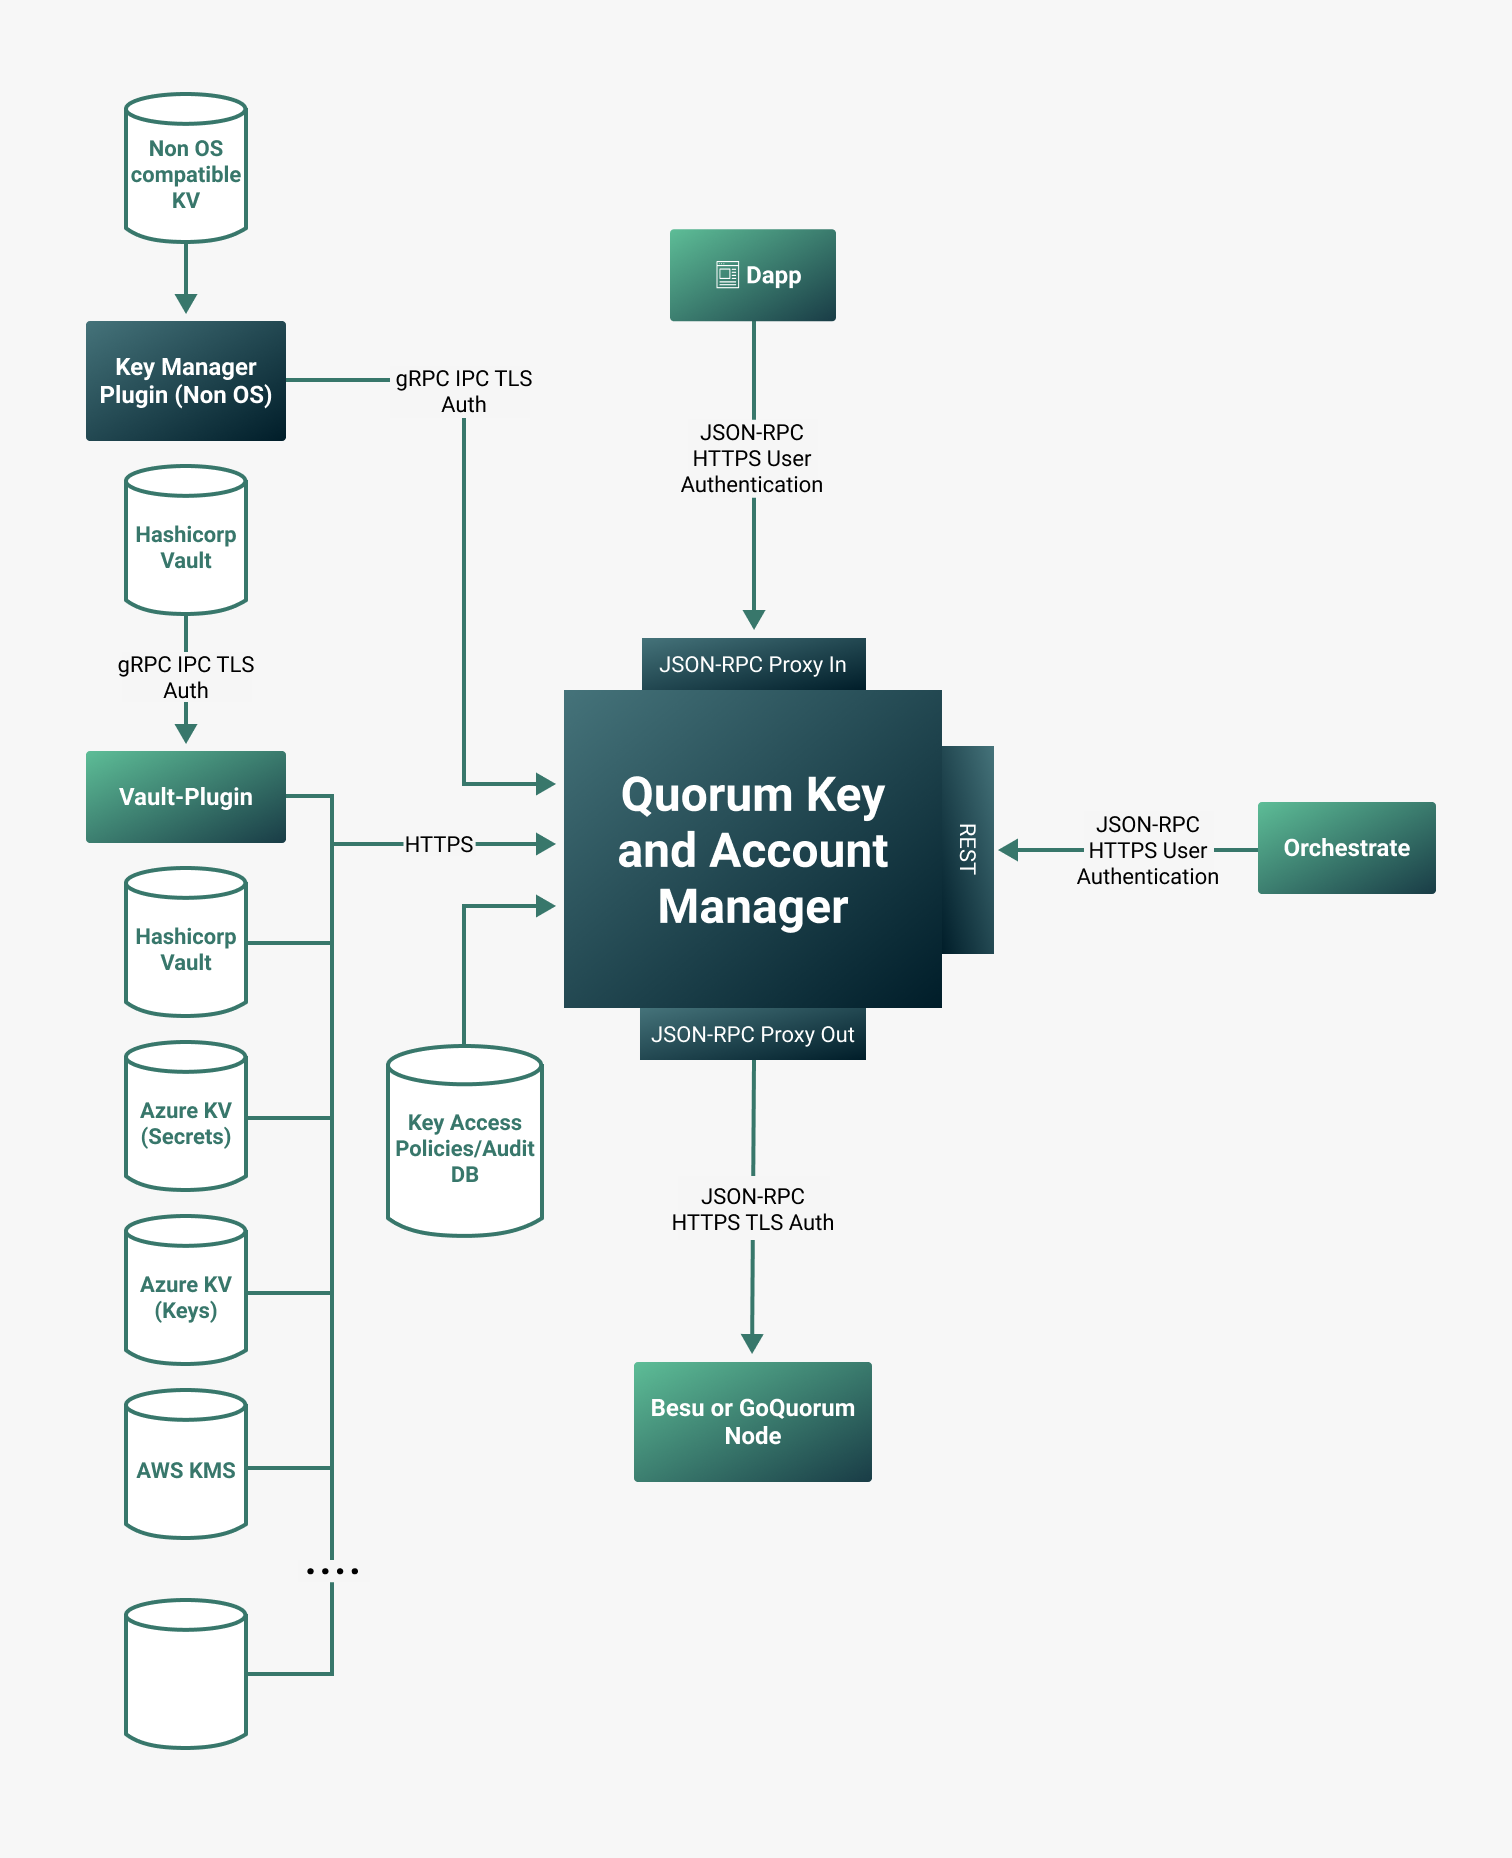 Non OS
compatible
KV
Key Manager
Plugin (Non OS)
gRPC IPC TLS
Auth
Hashicorp
Vault
gRPC IPC TLS
Auth
Vault-Plugin
HTTPS
Hashicorp
Vault
Azure KV
(Secrets)
Azure KV
(Keys)
AWS KMS
....
Key Access
Policies/Audit
DB
Dapp
JSON-RPC
HTTPS User
Authentication
JSON-RPC Proxy In
Quorum Key
and Account
Manager
REST
JSON-RPC
HTTPS User
Authentication
Orchestrate
JSON-RPC Proxy Out
JSON-RPC
HTTPS TLS Auth
Besu or GoQuorum
Node